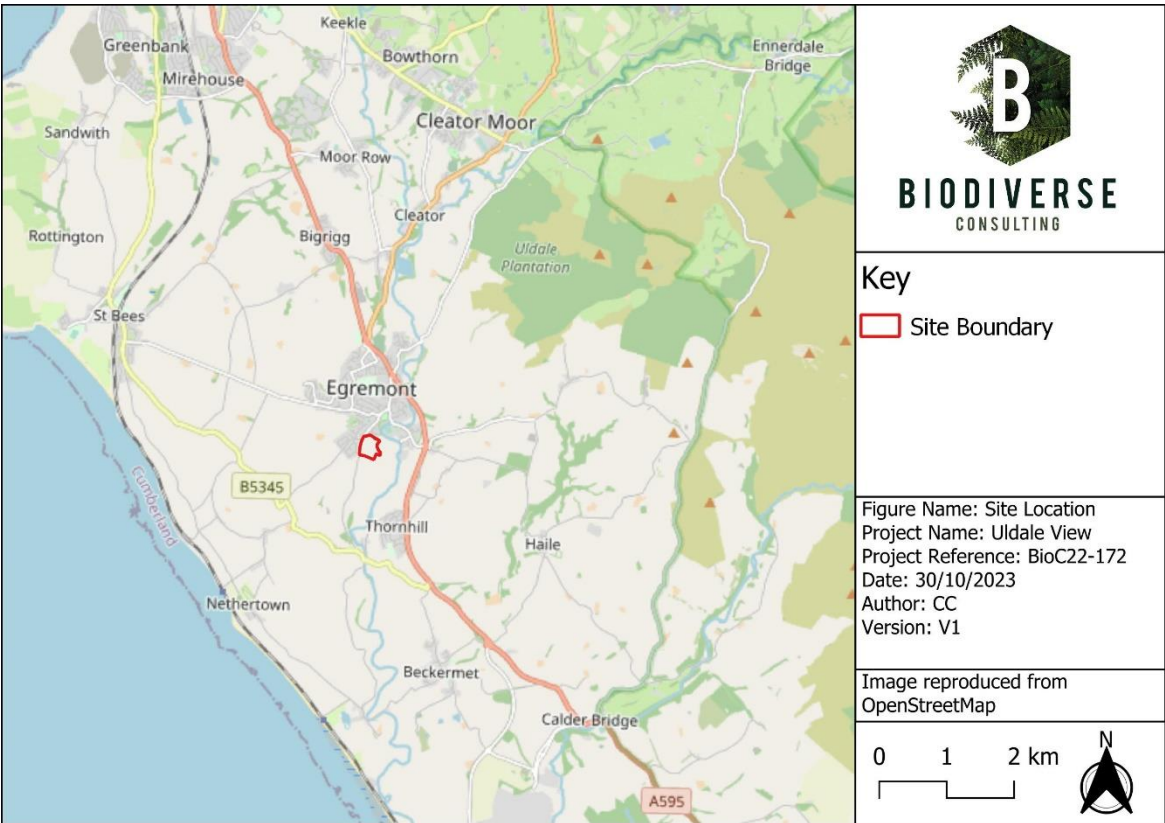 Keekle
Greenbank
Bowthorn
Ennerdale
Bridge
Mirehouse
Cleator Moor
Sandwith
Moor Row
Cleator
Rottington
Bigrigg
Uldale
Plantation
St Bees
Egremont
B5345
Cumberland
Thornhill
Haile
Nethertown
Beckermet
Calder Bridge
A595
B
BIODIVERSE
CONSULTING
Key
Site Boundary
Figure Name: Site Location
Project Name: Uldale View
Project Reference: BioC22-172
Date: 30/10/2023
Author: CC
Version: V1
Image reproduced from
OpenStreetMap
0 1 2 km
N